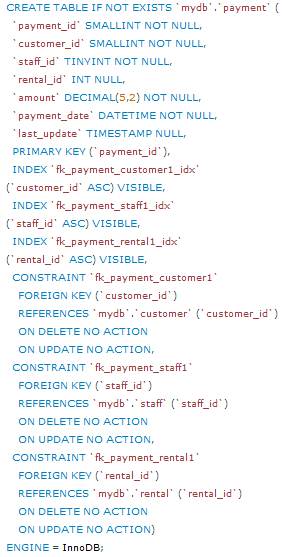 CREATE TABLE IF NOT EXISTS `mydb`.`payment` (
`payment_id` SMALLINT NOT NULL,
`customer_id` SMALLINT NOT NULL,
`staff_id` TINYINT NOT NULL,
`rental_id` INT NULL,
`amount` DECIMAL(5,2) NOT NULL,
`payment_date` DATETIME NOT NULL,
`last_update` TIMESTAMP NULL,
PRIMARY KEY (`payment_id`),
INDEX `fk_payment_customer1_idx`
(`customer_id` ASC) VISIBLE,
INDEX `fk_payment_staff1_idx`
(`staff_id` ASC) VISIBLE,
INDEX `fk_payment_rental1_idx`
(`rental_id` ASC) VISIBLE,
CONSTRAINT `fk_payment_customer1`
FOREIGN KEY (`customer_id`)
REFERENCES `mydb`.`customer` (`customer_id`)
ON DELETE NO ACTION
ON UPDATE NO ACTION,
CONSTRAINT `fk_payment_staff1`
FOREIGN KEY (`staff_id`)
REFERENCES `mydb`.`staff` (`staff_id`)
ON DELETE NO ACTION
ON UPDATE NO ACTION,
CONSTRAINT `fk_payment_rental1`
FOREIGN KEY (`rental_id`)
REFERENCES `mydb`.`rental` (`rental_id`)
ON DELETE NO ACTION
ON UPDATE NO ACTION)
ENGINE = InnoDB;